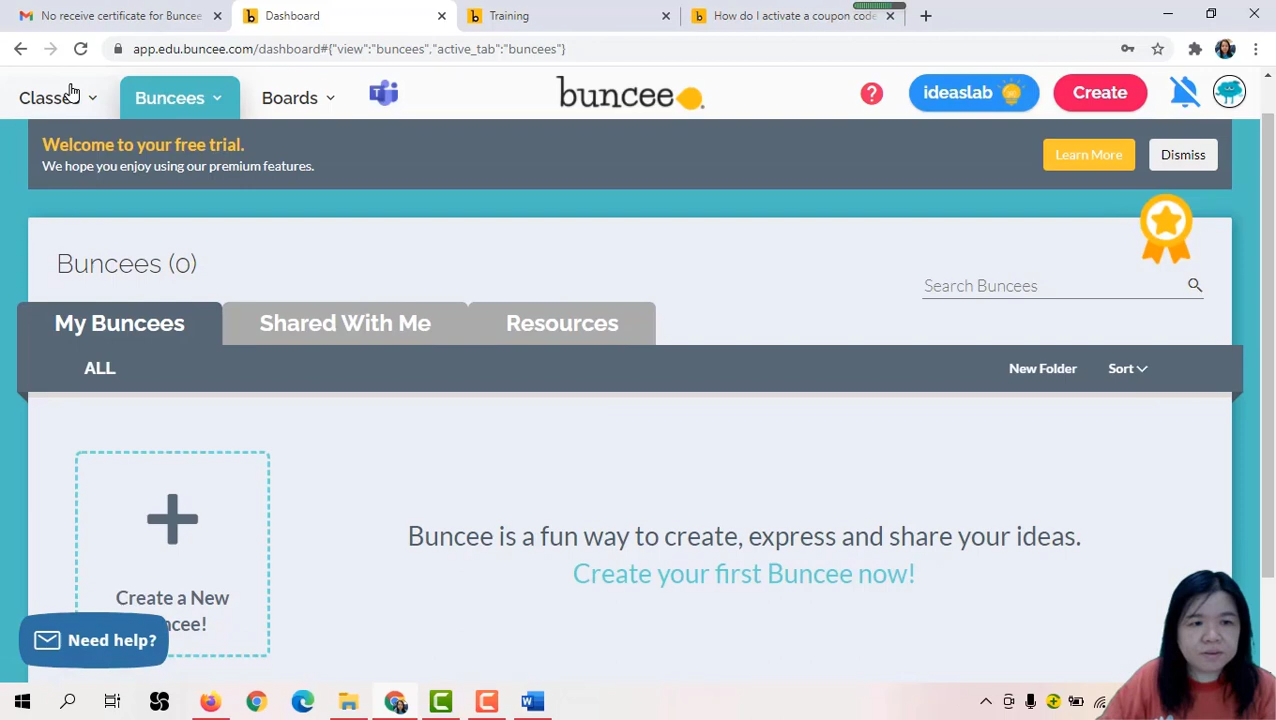 No receive certificate for Buncee
Dashboard
Training
How do I activate a coupon code
app.edu.buncee.com/dashboard#{"view":"buncees","active_tab":"buncees"}
Buncees
Boards
buncee
ideaslab
Create
Welcome to your free trial.
We hope you enjoy using our premium features.
Learn More
Dismiss
Buncees (0)
Search Buncees
My Buncees
Shared With Me
Resources
ALL
New Folder
Sort
Buncee is a fun way to create, express and share your ideas.
Create your first Buncee now!
Create a New
Need help?